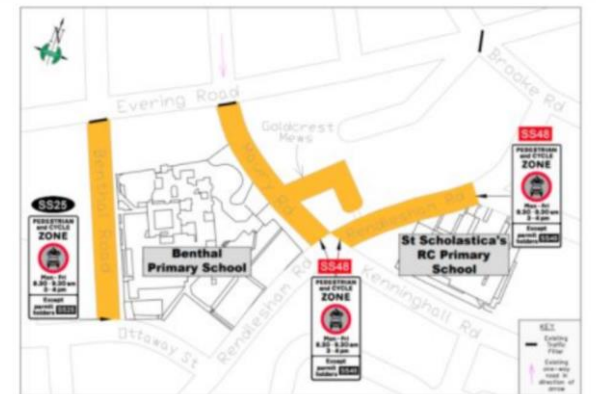 N
Evering Road
Brooke Rd
Goldcrest
Mews
SS48
PEDESTRIAN
and CYCLE
ZONE
Mon - Fri
8.30 - 9.30 am
3 - 4 pm
Except
permit
holders SS48
SS25
PEDESTRIAN
and CYCLE
ZONE
Mon - Fri
8.30 - 9.30 am
3 - 4 pm
Except
permit
holders SS25
Benthal Road
Maury Rd
Rendlesham Rd
Benthal
Primary School
St Scholastica's
RC Primary
School
SS48
PEDESTRIAN
and CYCLE
ZONE
Mon - Fri
8.30 - 9.30 am
3 - 4 pm
Except
permit
holders SS48
Rendlesham Rd
Kenninghall Rd
Ottaway St
KEY
Existing
Traffic
Filter
Existing
one-way
road in
direction of
arrow